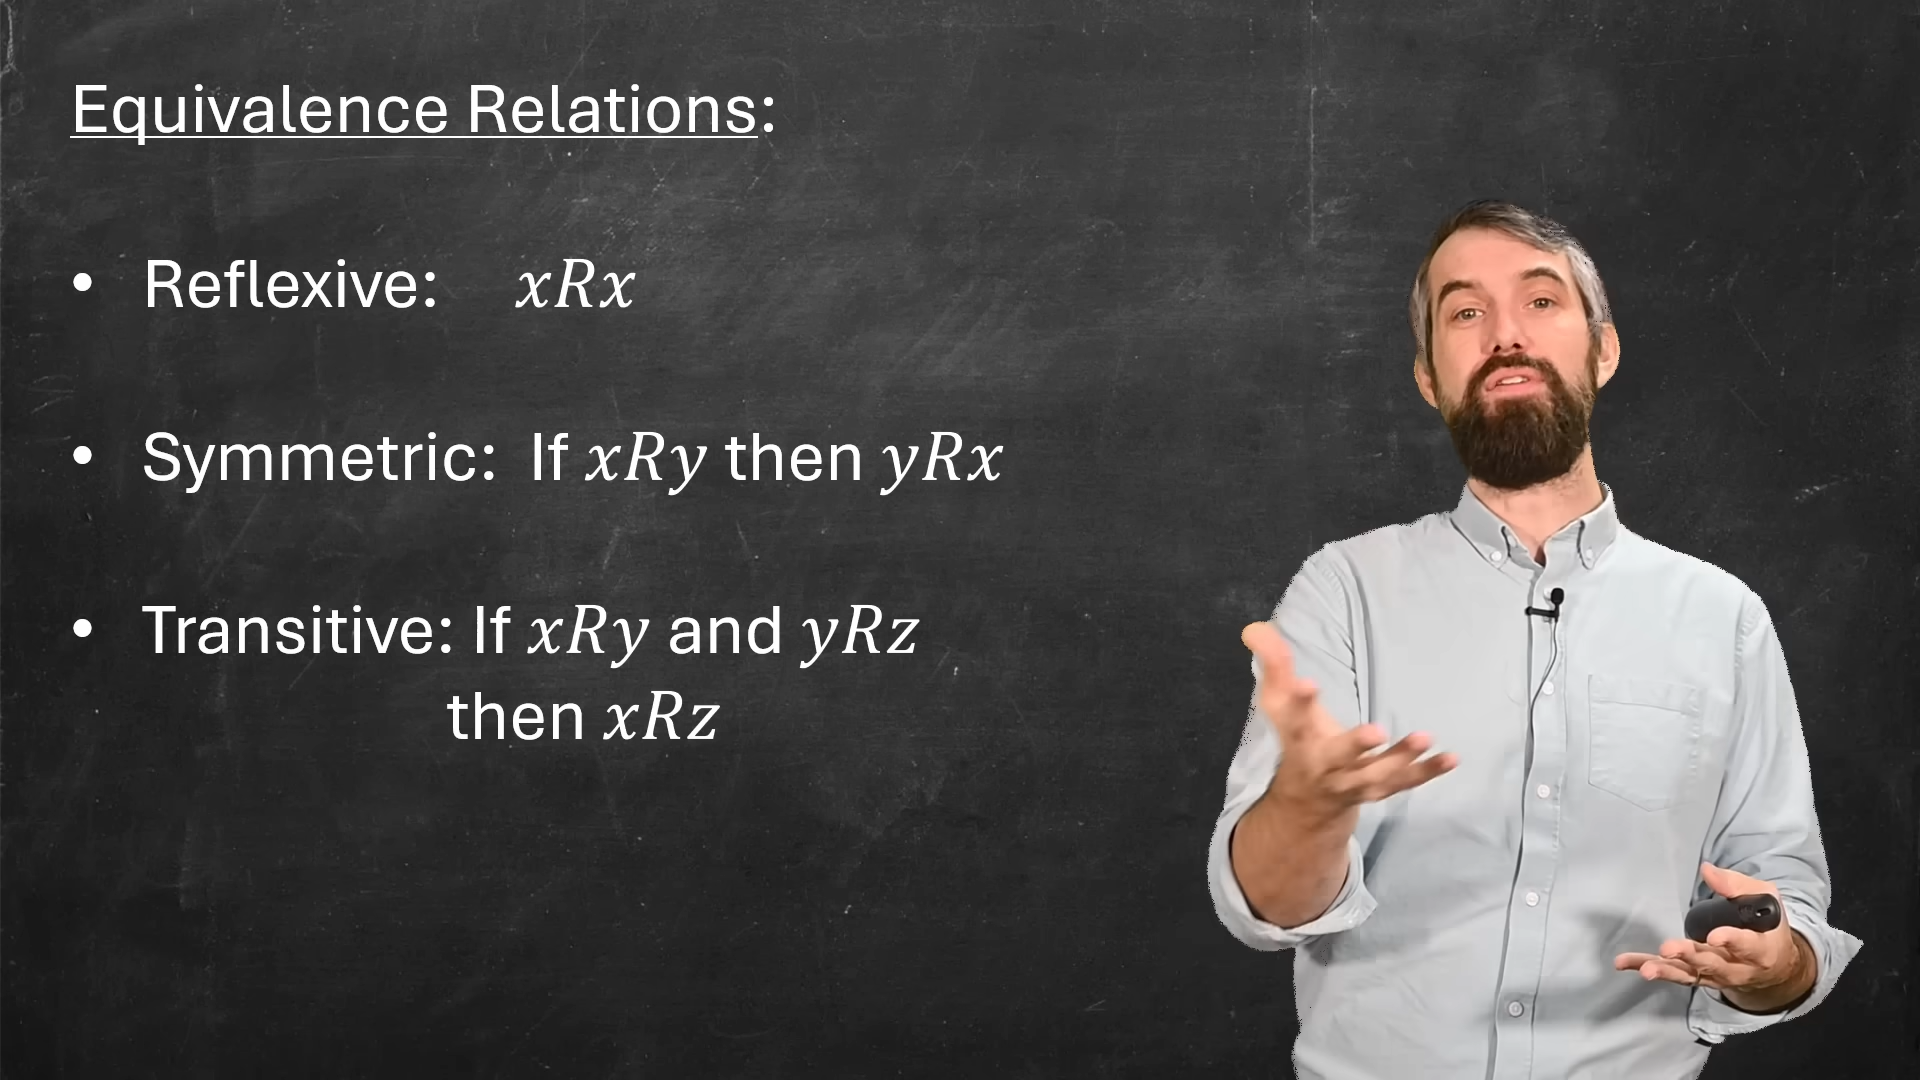 Equivalence Relations:
• Reflexive: xRx
• Symmetric: If xRy then yRx
• Transitive: If xRy and yRz
then xRz